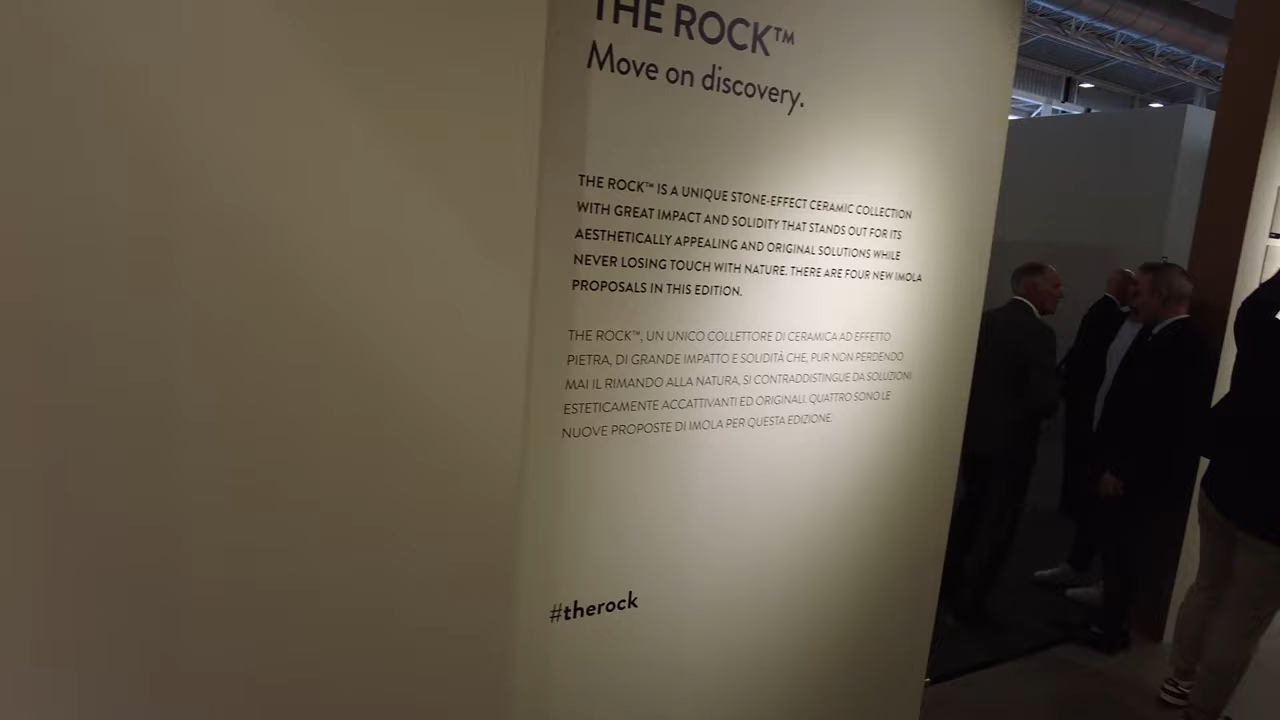 THE ROCK™
Move on discovery.
THE ROCK™ IS A UNIQUE STONE-EFFECT CERAMIC COLLECTION
WITH GREAT IMPACT AND SOLIDITY THAT STANDS OUT FOR ITS
AESTHETICALLY APPEALING AND ORIGINAL SOLUTIONS WHILE
NEVER LOSING TOUCH WITH NATURE. THERE ARE FOUR NEW IMOLA
PROPOSALS IN THIS EDITION.
THE ROCK™, UN UNICO COLLETTORE DI CERAMICA AD EFFETTO
PIETRA, DI GRANDE IMPATTO E SOLIDITÀ CHE, PUR NON PERDENDO
MAI IL RIMANDO ALLA NATURA, SI CONTRADDISTINGUE DA SOLUZIONI
ESTETICAMENTE ACCATTIVANTI ED ORIGINALI. QUATTRO SONO LE
NUOVE PROPOSTE DI IMOLA PER QUESTA EDIZIONE.
#therock